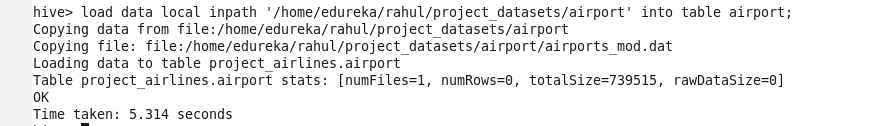 hive> load data local inpath '/home/edureka/rahul/project_datasets/airport' into table airport;
Copying data from file:/home/edureka/rahul/project_datasets/airport
Copying file: file:/home/edureka/rahul/project_datasets/airport/airports_mod.dat
Loading data to table project_airlines.airport
Table project_airlines.airport stats: [numFiles=1, numRows=0, totalSize=739515, rawDataSize=0]
OK
Time taken: 5.314 seconds